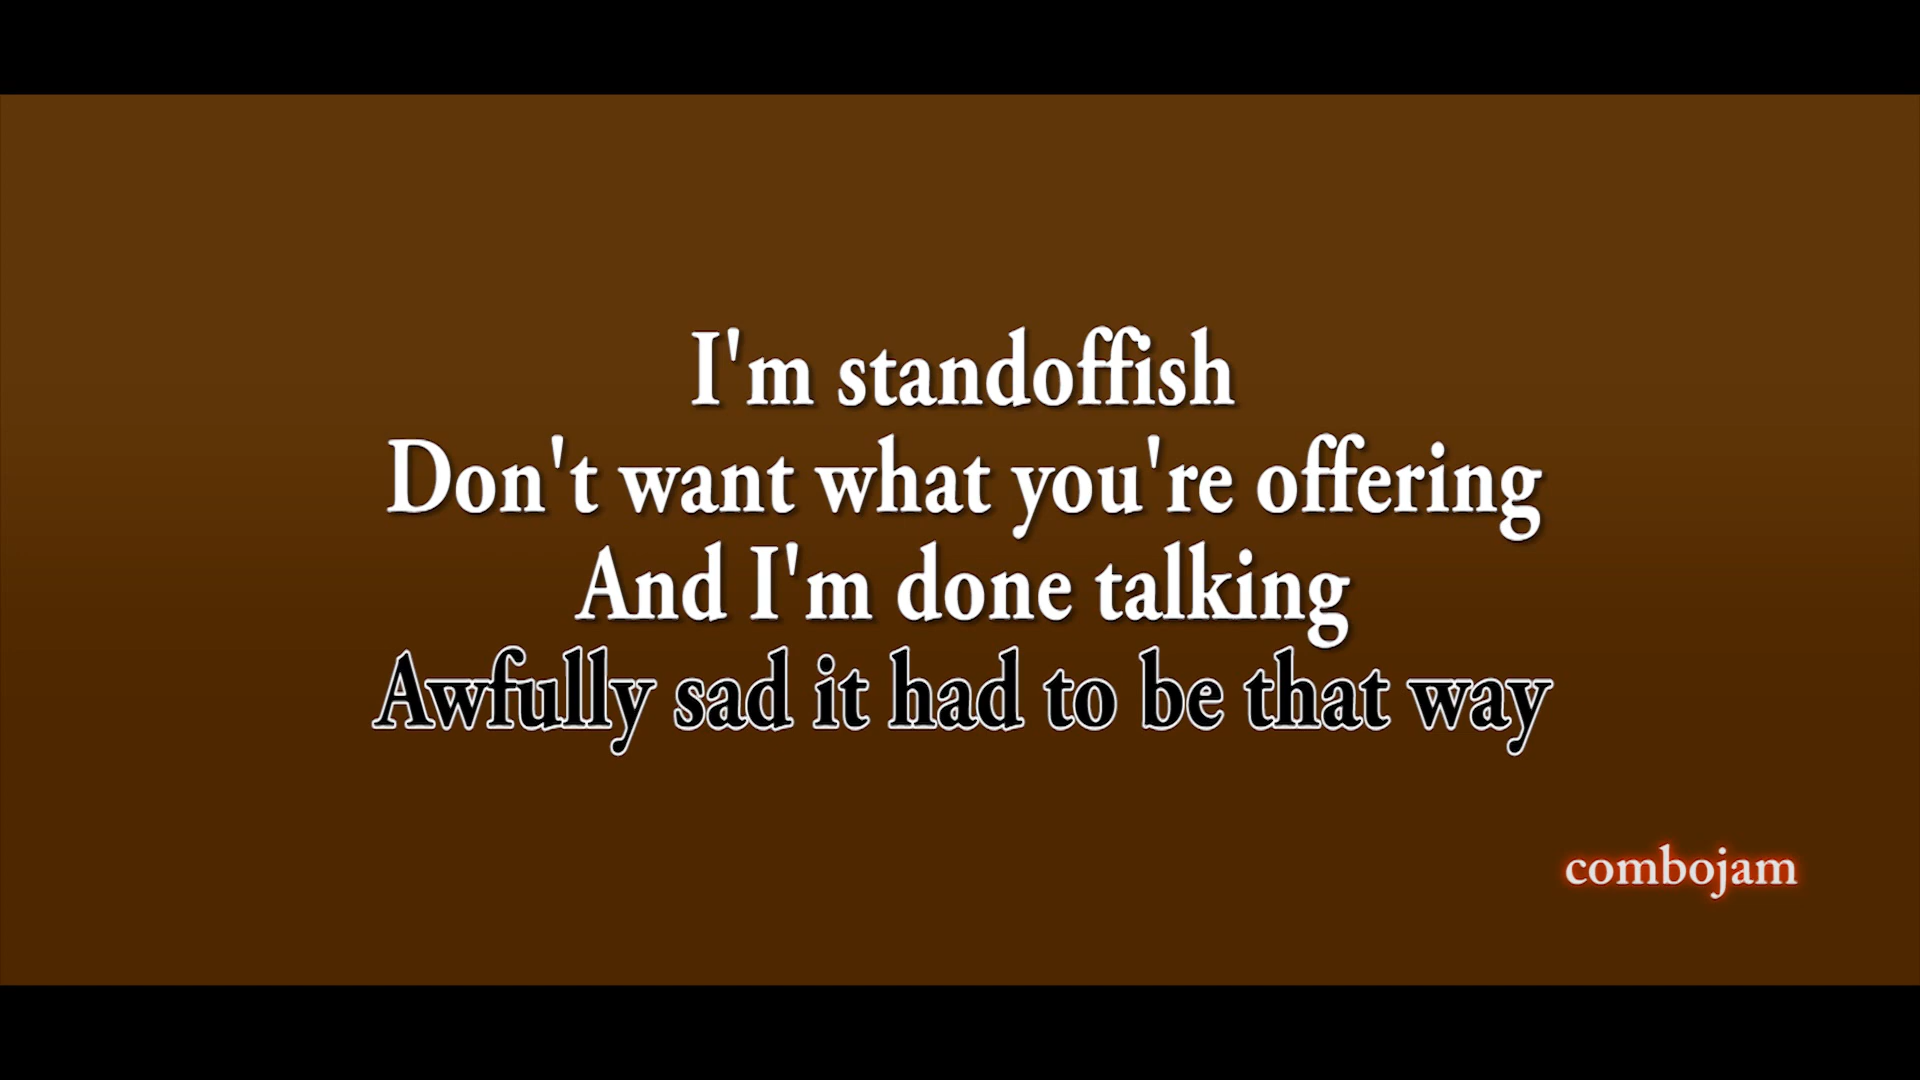 I'm standoffish
Don't want what you're offering
And I'm done talking
Awfully sad it had to be that way
combojam